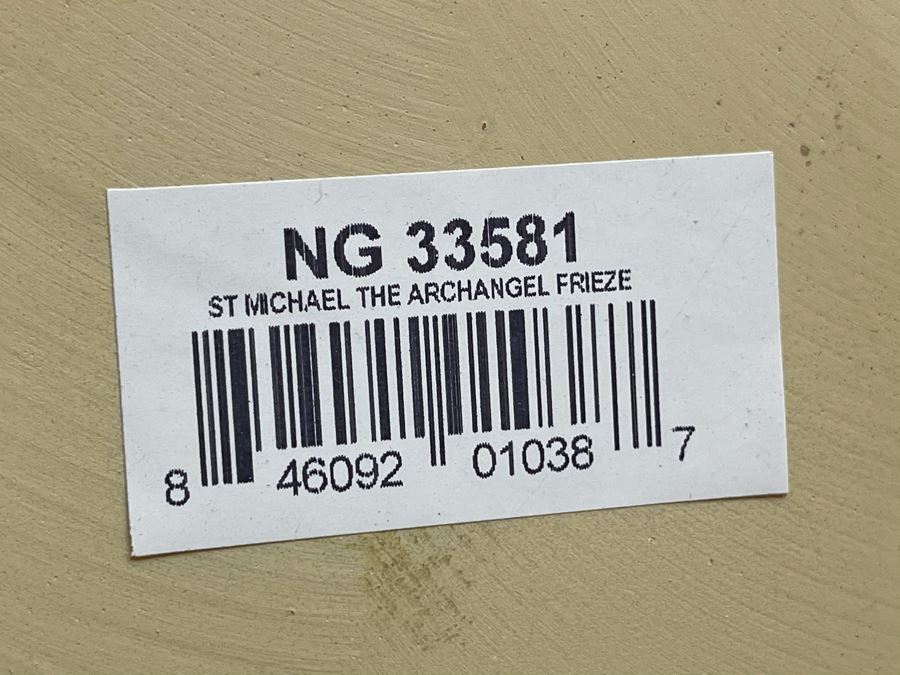 NG 33581
ST MICHAEL THE ARCHANGEL FRIEZE
8 46092 01038 7